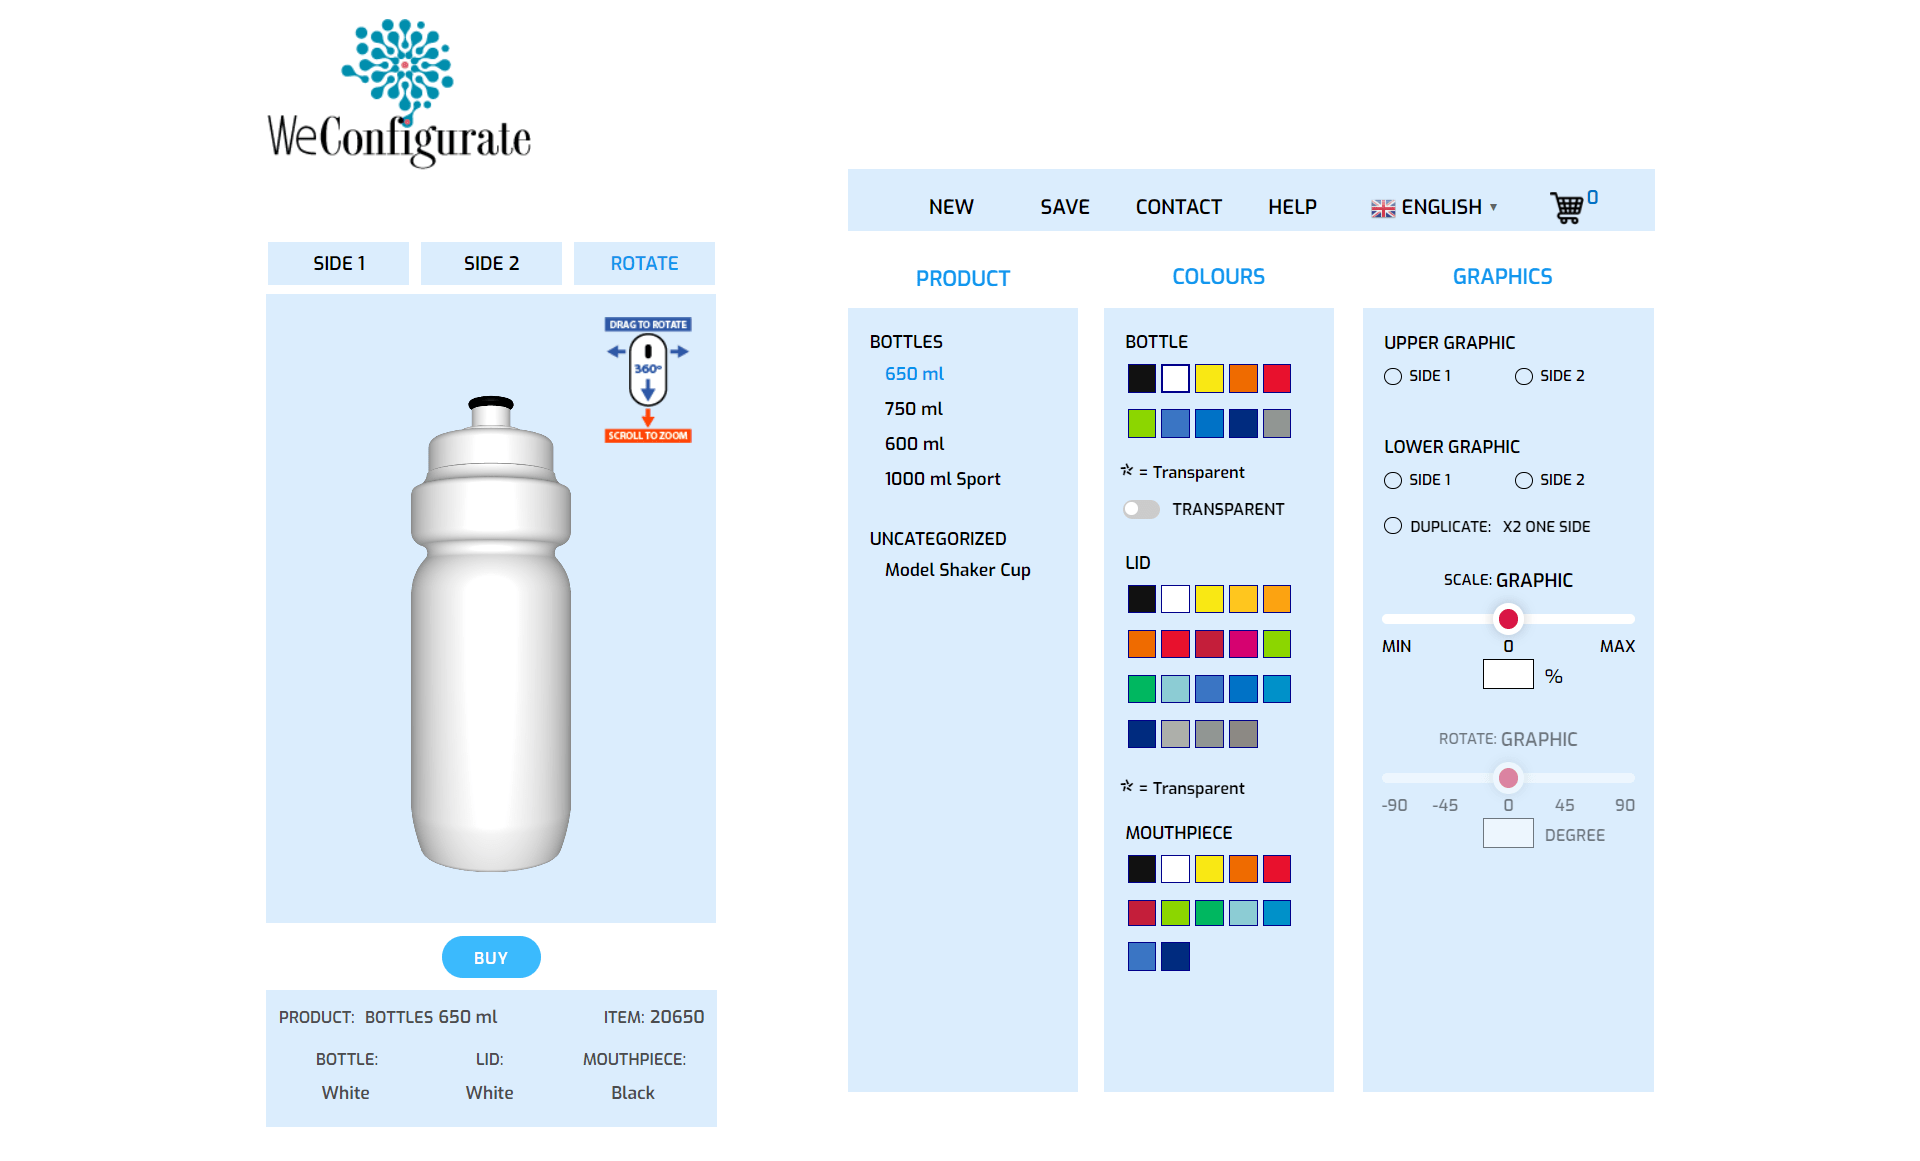 WeConfigurate
NEW SAVE CONTACT HELP ENGLISH ▼ 0
SIDE 1 SIDE 2 ROTATE
DRAG TO ROTATE
360º
SCROLL TO ZOOM
BUY
PRODUCT: BOTTLES 650 ml ITEM: 20650
BOTTLE: LID: MOUTHPIECE:
White White Black
PRODUCT
BOTTLES
650 ml
750 ml
600 ml
1000 ml Sport
UNCATEGORIZED
Model Shaker Cup
COLOURS
BOTTLE
* = Transparent
TRANSPARENT
LID
* = Transparent
MOUTHPIECE
GRAPHICS
UPPER GRAPHIC
SIDE 1 SIDE 2
LOWER GRAPHIC
SIDE 1 SIDE 2
DUPLICATE: X2 ONE SIDE
SCALE: GRAPHIC
MIN 0 MAX
%
ROTATE: GRAPHIC
-90 -45 0 45 90
DEGREE